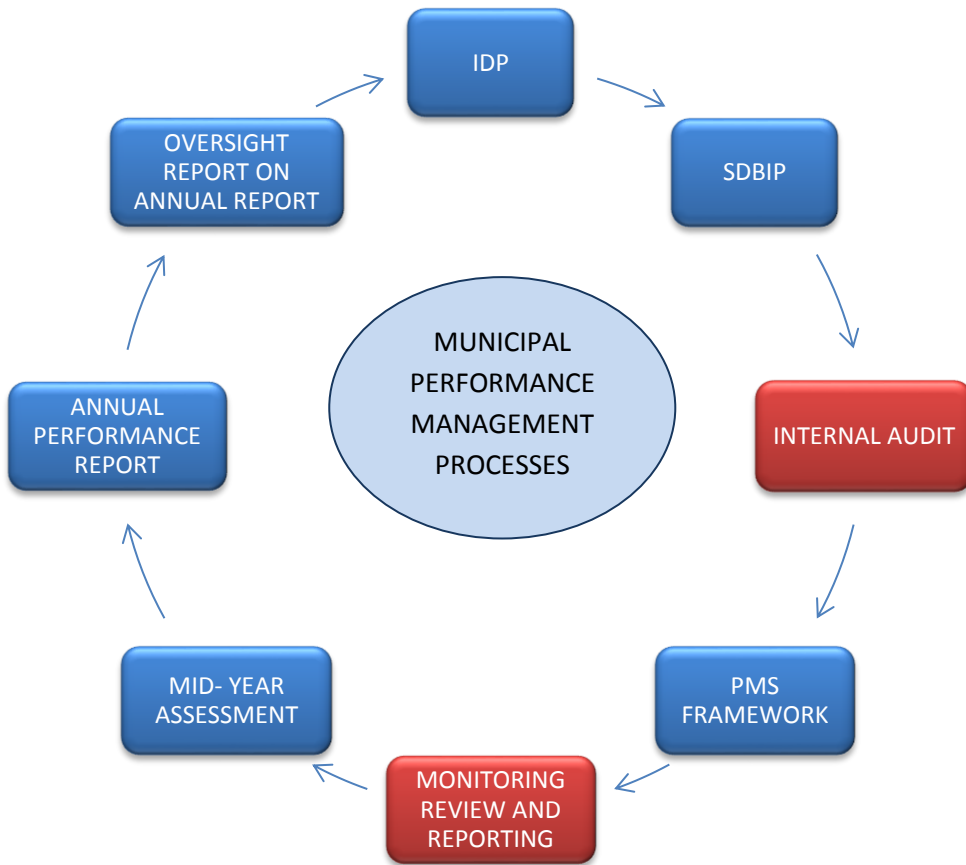 IDP
SDBIP
INTERNAL AUDIT
PMS
FRAMEWORK
MONITORING
REVIEW AND
REPORTING
MID- YEAR
ASSESSMENT
ANNUAL
PERFORMANCE
REPORT
OVERSIGHT
REPORT ON
ANNUAL REPORT
MUNICIPAL
PERFORMANCE
MANAGEMENT
PROCESSES